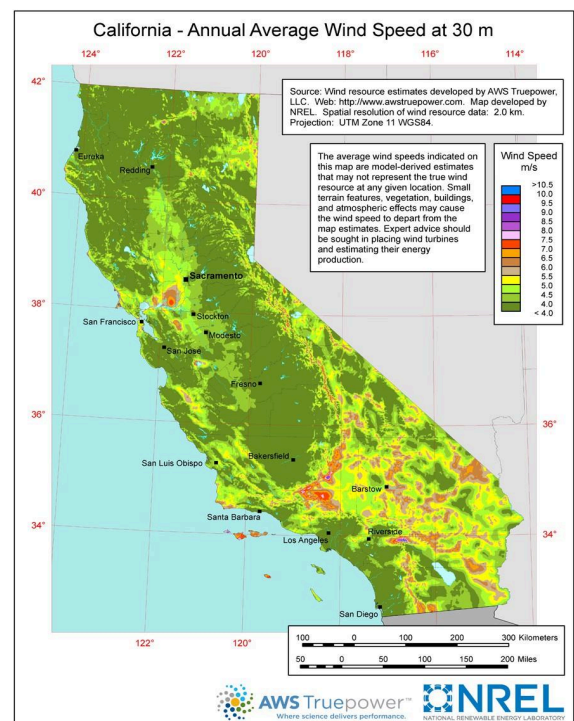 California - Annual Average Wind Speed at 30 m
124° 122° 120° 118° 116° 114°
42°
Source: Wind resource estimates developed by AWS Truepower,
LLC. Web: http://www.awstruepower.com. Map developed by
NREL. Spatial resolution of wind resource data: 2.0 km.
Projection: UTM Zone 11 WGS84.
The average wind speeds indicated on
this map are model-derived estimates
that may not represent the true wind
resource at any given location. Small
terrain features, vegetation, buildings,
and atmospheric effects may cause
the wind speed to depart from the
map estimates. Expert advice should
be sought in placing wind turbines
and estimating their energy
production.
Wind Speed
m/s
>10.5
10.0
9.5
9.0
8.5
8.0
7.5
7.0
6.5
6.0
5.5
5.0
4.5
4.0
< 4.0
Eureka
Redding
40°
Sacramento
38°
San Francisco
Stockton
Modesto
San Jose
Fresno
36°
36°
Bakersfield
San Luis Obispo
Barstow
Santa Barbara
34°
Los Angeles
Riverside
34°
San Diego
122° 120°
100 0 100 200 300 Kilometers
50 0 50 100 150 200 Miles
AWS Truepower™
Where science delivers performance.
NREL
NATIONAL RENEWABLE ENERGY LABORATORY